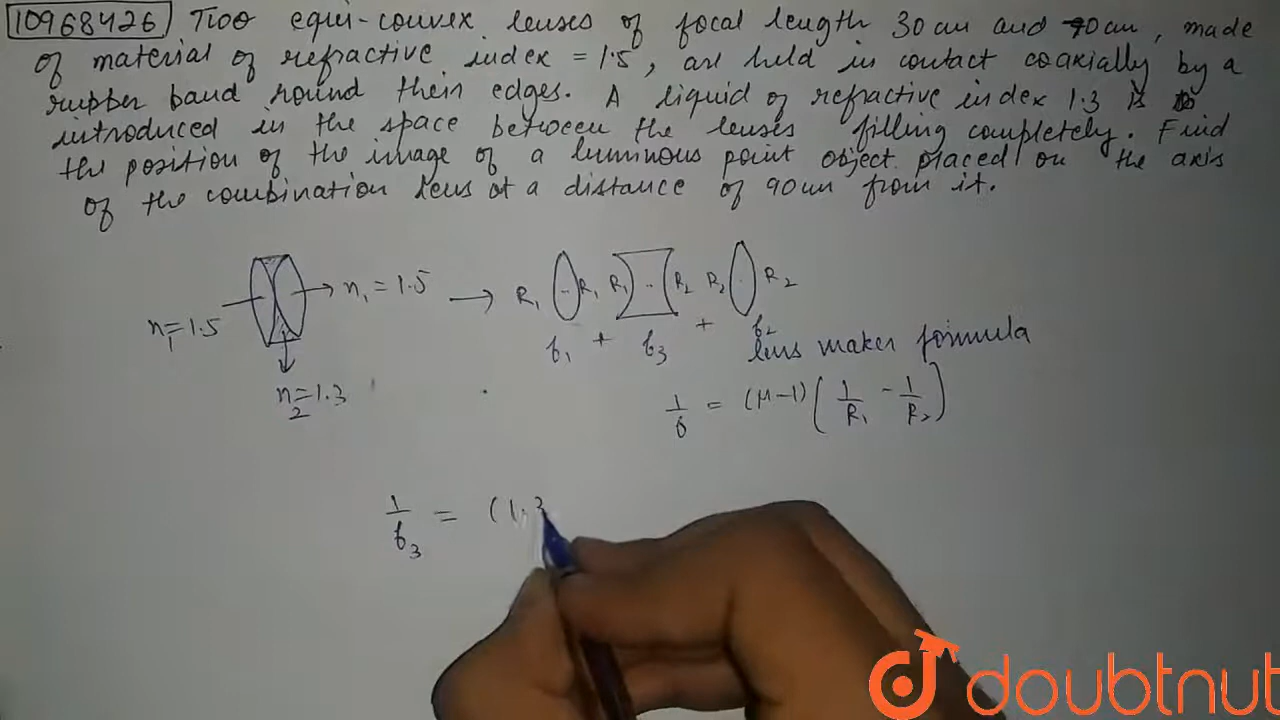 10968426 Two equi-convex lenses of focal length 30 cm and 70 cm, made
of material of refractive index = 1.5, are held in contact coaxially by a
rubber band round their edges. A liquid of refractive index 1.3 is
introduced in the space between the lenses filling completely. Find
the position of the image of a luminous point object placed on the axis
of the combination lens at a distance of 90 cm from it.
n₁=1.5 n₁ = 1.5 → R₁ R₁ R₁ R₂ R₂ R₂
n₂=1.3 f₁ + f₃ + f₂
lens maker formula
1/f = (μ-1)(1/R₁ - 1/R₂)
1/f₃ = (1.3
doubtnut